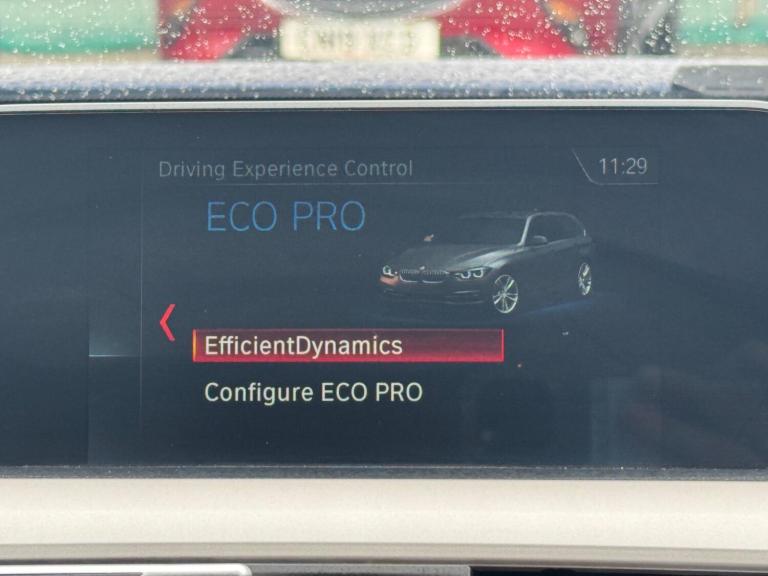 Driving Experience Control
11:29
ECO PRO
EfficientDynamics
Configure ECO PRO